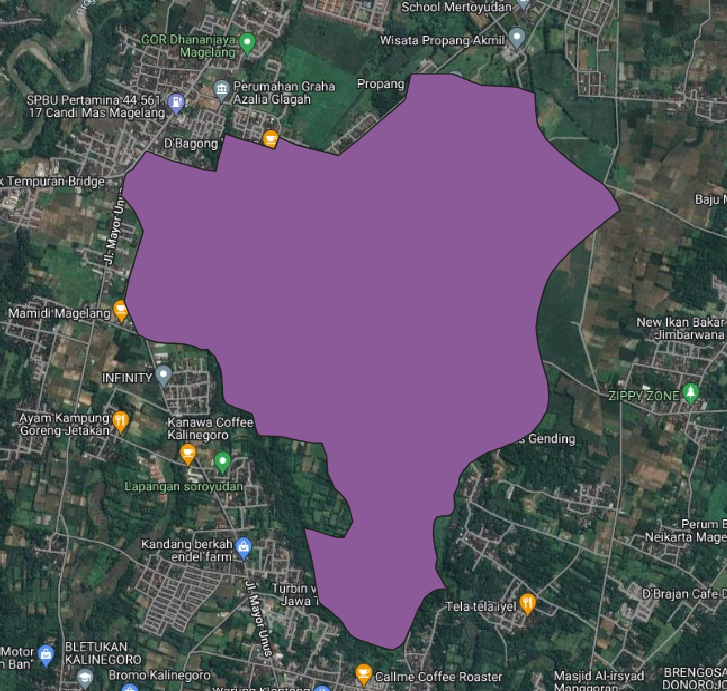 School Mertoyudan
GOR Dhananjaya
Magelang
Wisata Propang Akmil
Propang
Perumahan Graha
Azalia Glagah
SPBU Pertamina 44.561.
17 Candi Mas Magelang
D'Bagong
Tempuran Bridge
Jl. Mayor Unus
Baju
Mamidi Magelang
New Ikan Bakar
Jimbarwana
INFINITY
ZIPPY ZONE
Ayam Kampung
Goreng Jetakan
Kanawa Coffee
Kalinegoro
s Gending
Lapangan soroyudan
Perum
Neikarta Mage
Kandang berkah
endel farm
Turbin
Jawa
Jl. Mayor Unus
Tela tela iyel
D'Brajan Cafe
Motor
Ban"
BLETUKAN
KALINEGORO
Bromo Kalinegoro
Callme Coffee Roaster
Masjid Al-irsyad
BRENGOSA
DONOROJO